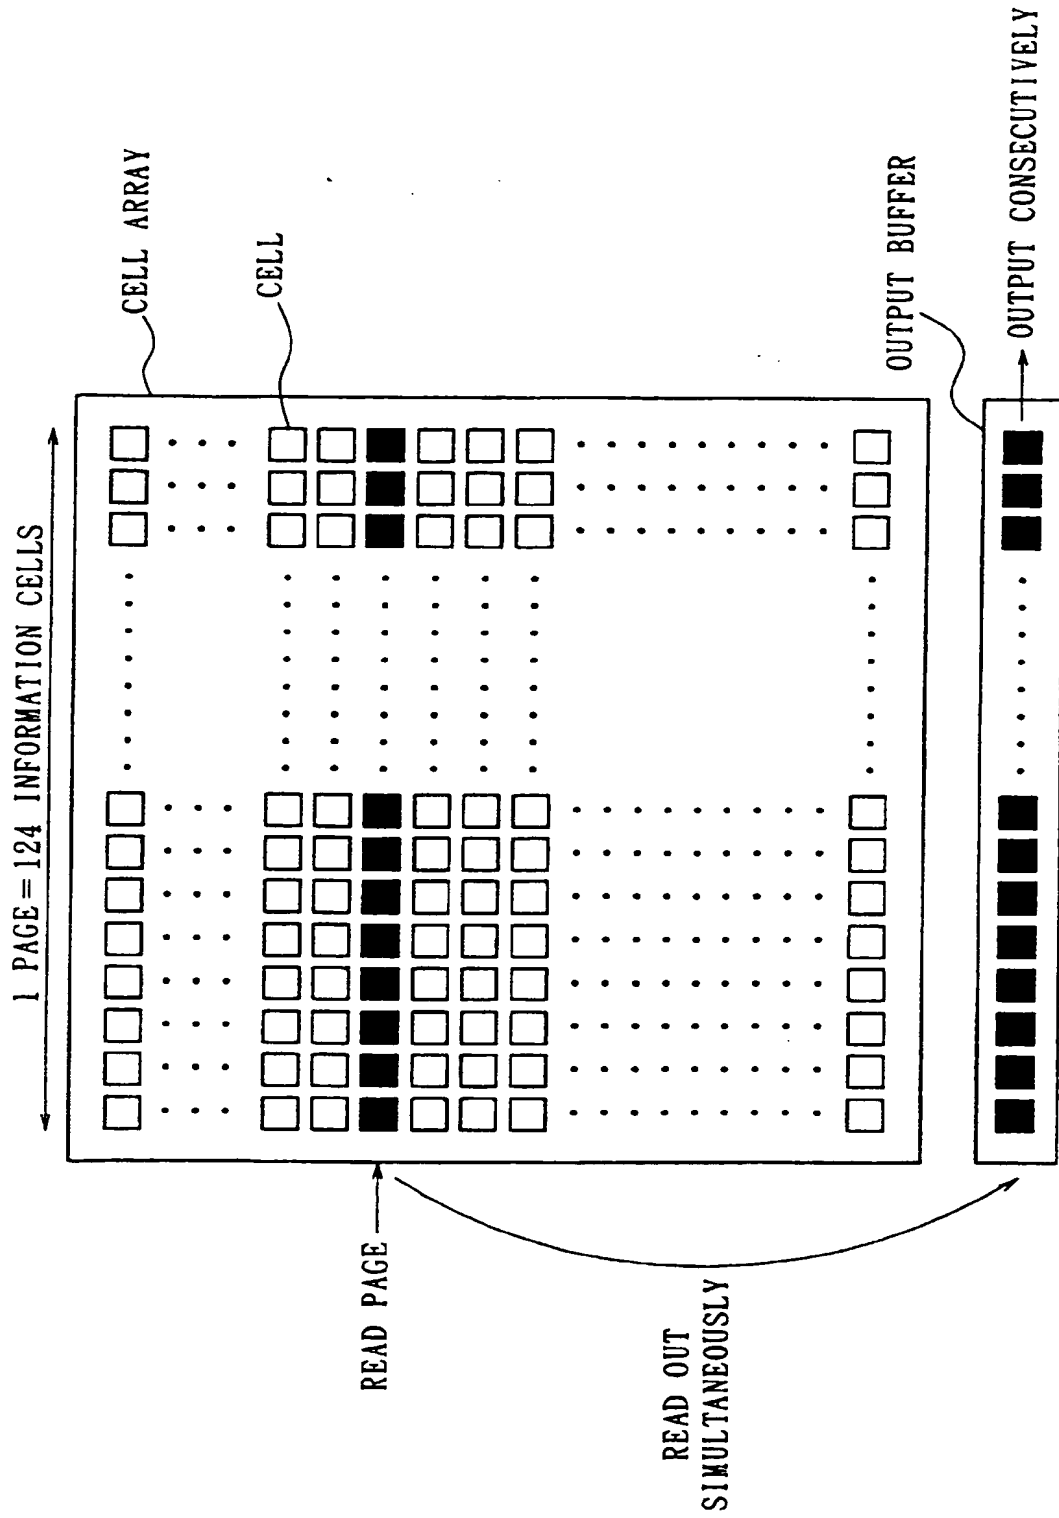 1 PAGE = 124 INFORMATION CELLS
CELL ARRAY
CELL
READ PAGE
READ OUT
SIMULTANEOUSLY
OUTPUT BUFFER
OUTPUT CONSECUTIVELY